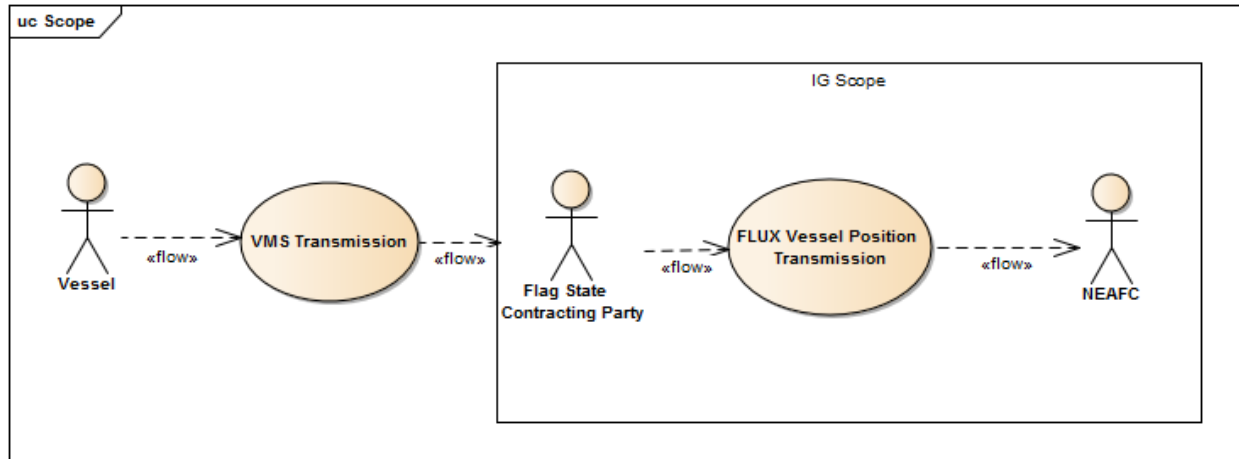 uc Scope
IG Scope
Vessel
«flow»
VMS Transmission
«flow»
Flag State
Contracting Party
«flow»
FLUX Vessel Position
Transmission
«flow»
NEAFC